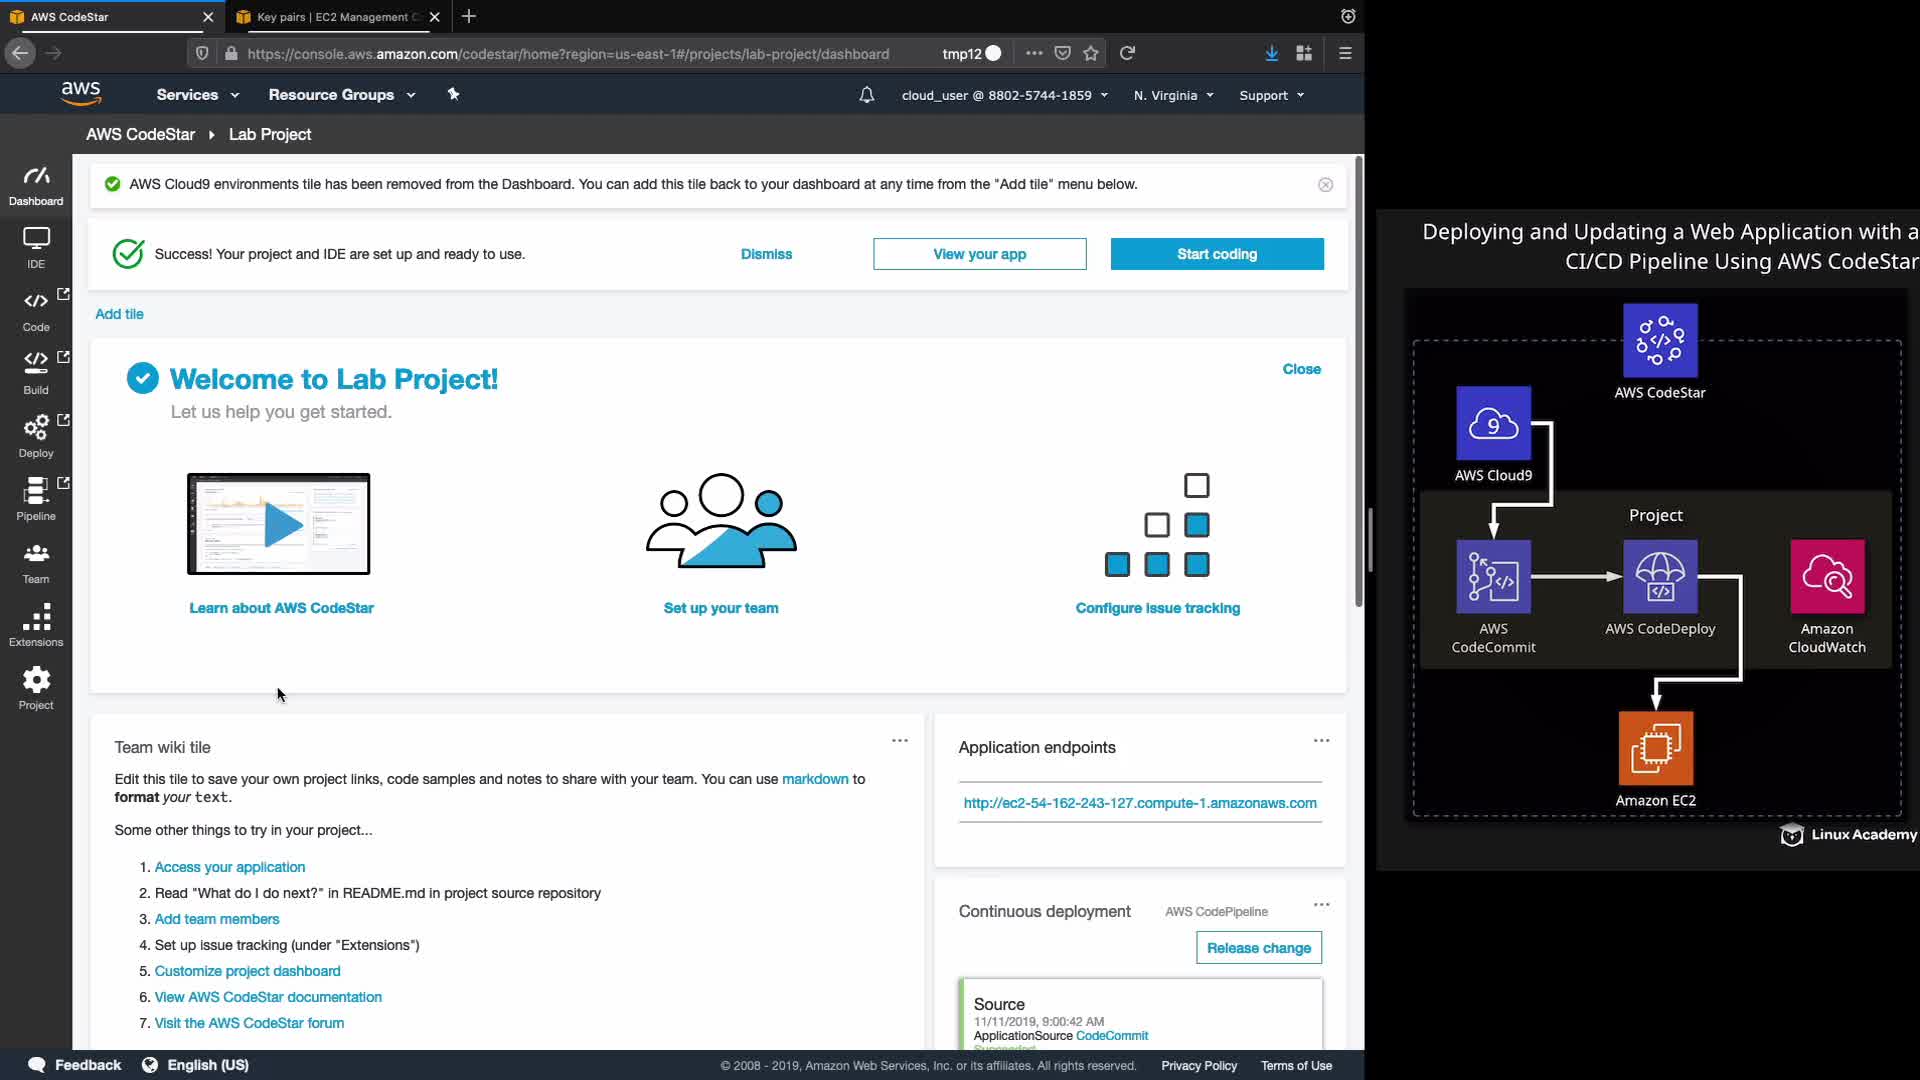 AWS CodeStar
Key pairs | EC2 Management C
https://console.aws.amazon.com/codestar/home?region=us-east-1#/projects/lab-project/dashboard
tmp12
aws
Services
Resource Groups
cloud_user @ 8802-5744-1859
N. Virginia
Support
AWS CodeStar
Lab Project
Dashboard
IDE
Code
Build
Deploy
Pipeline
Team
Extensions
Project
AWS Cloud9 environments tile has been removed from the Dashboard. You can add this tile back to your dashboard at any time from the "Add tile" menu below.
Success! Your project and IDE are set up and ready to use.
Dismiss
View your app
Start coding
Add tile
Welcome to Lab Project!
Let us help you get started.
Close
Learn about AWS CodeStar
Set up your team
Configure issue tracking
Team wiki tile
Edit this tile to save your own project links, code samples and notes to share with your team. You can use markdown to
format your text.
Some other things to try in your project...
1. Access your application
2. Read "What do I do next?" in README.md in project source repository
3. Add team members
4. Set up issue tracking (under "Extensions")
5. Customize project dashboard
6. View AWS CodeStar documentation
7. Visit the AWS CodeStar forum
Application endpoints
http://ec2-54-162-243-127.compute-1.amazonaws.com
Continuous deployment
AWS CodePipeline
Release change
Source
11/11/2019, 9:00:42 AM
ApplicationSource CodeCommit
Succeeded
Feedback
English (US)
© 2008 - 2019, Amazon Web Services, Inc. or its affiliates. All rights reserved.
Privacy Policy
Terms of Use
Deploying and Updating a Web Application with a
CI/CD Pipeline Using AWS CodeStar
AWS CodeStar
9
AWS Cloud9
Project
AWS
CodeCommit
AWS CodeDeploy
Amazon
CloudWatch
Amazon EC2
Linux Academy